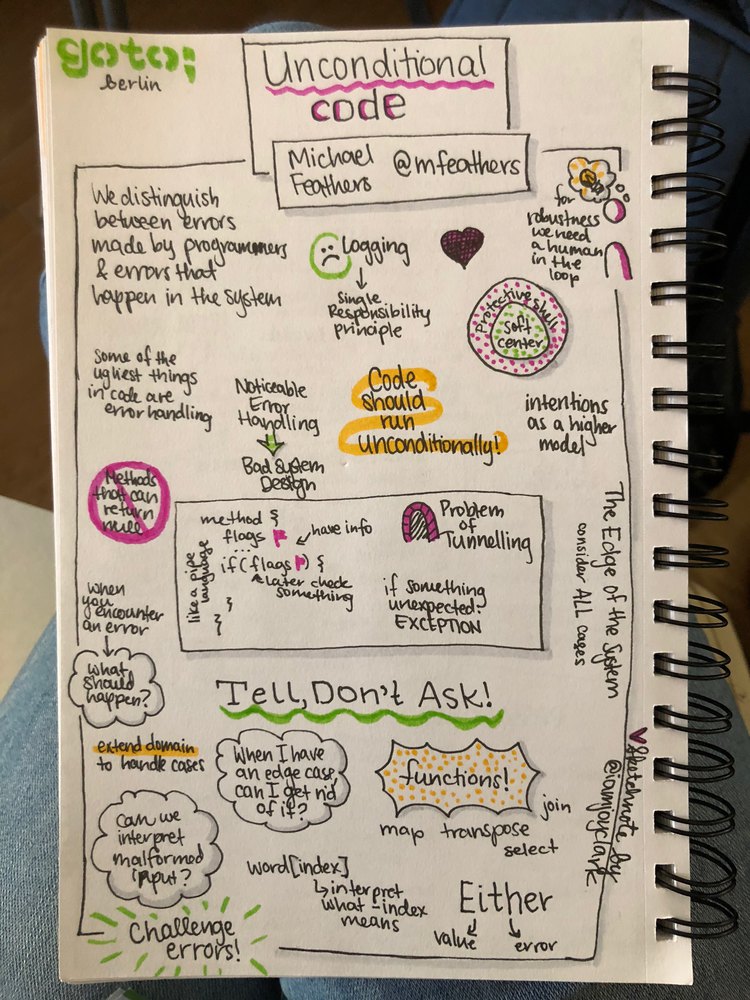 goto;
Berlin
Unconditional
code
Michael
Feathers
@mfeathers
We distinguish
between errors
made by programmers
& errors that
happen in the system
Logging
Single
Responsibility
principle
for
robustness
we need
a human
in the
loop
Protective shell
soft
center
Some of the
ugliest things
in code are
error handling
Noticeable
Error
Handling
Bad System
Design
Code
should
run
unconditionally!
intentions
as a higher
model
Methods
that can
return
null
method {
flags
have info
...
if (flags ) {
later check
something
}
}
like a pipe
language
Problem
of
Tunnelling
if something
unexpected:
EXCEPTION
The Edge of the System
consider ALL cases
when
you
encounter
an error
what
should
happen?
Tell, Don't Ask!
extend domain
to handle cases
When I have
an edge case
can I get rid
of it?
functions!
map transpose
join
select
Can we
interpret
malformed
input?
word[index]
interpret
what -index
means
Either
value
error
Challenge
errors!
Sketchnote by
@iamjoyclark